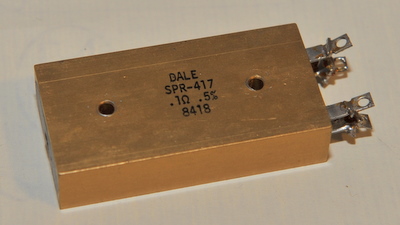 DALE
SPR-417
.1Ω .5%
8418